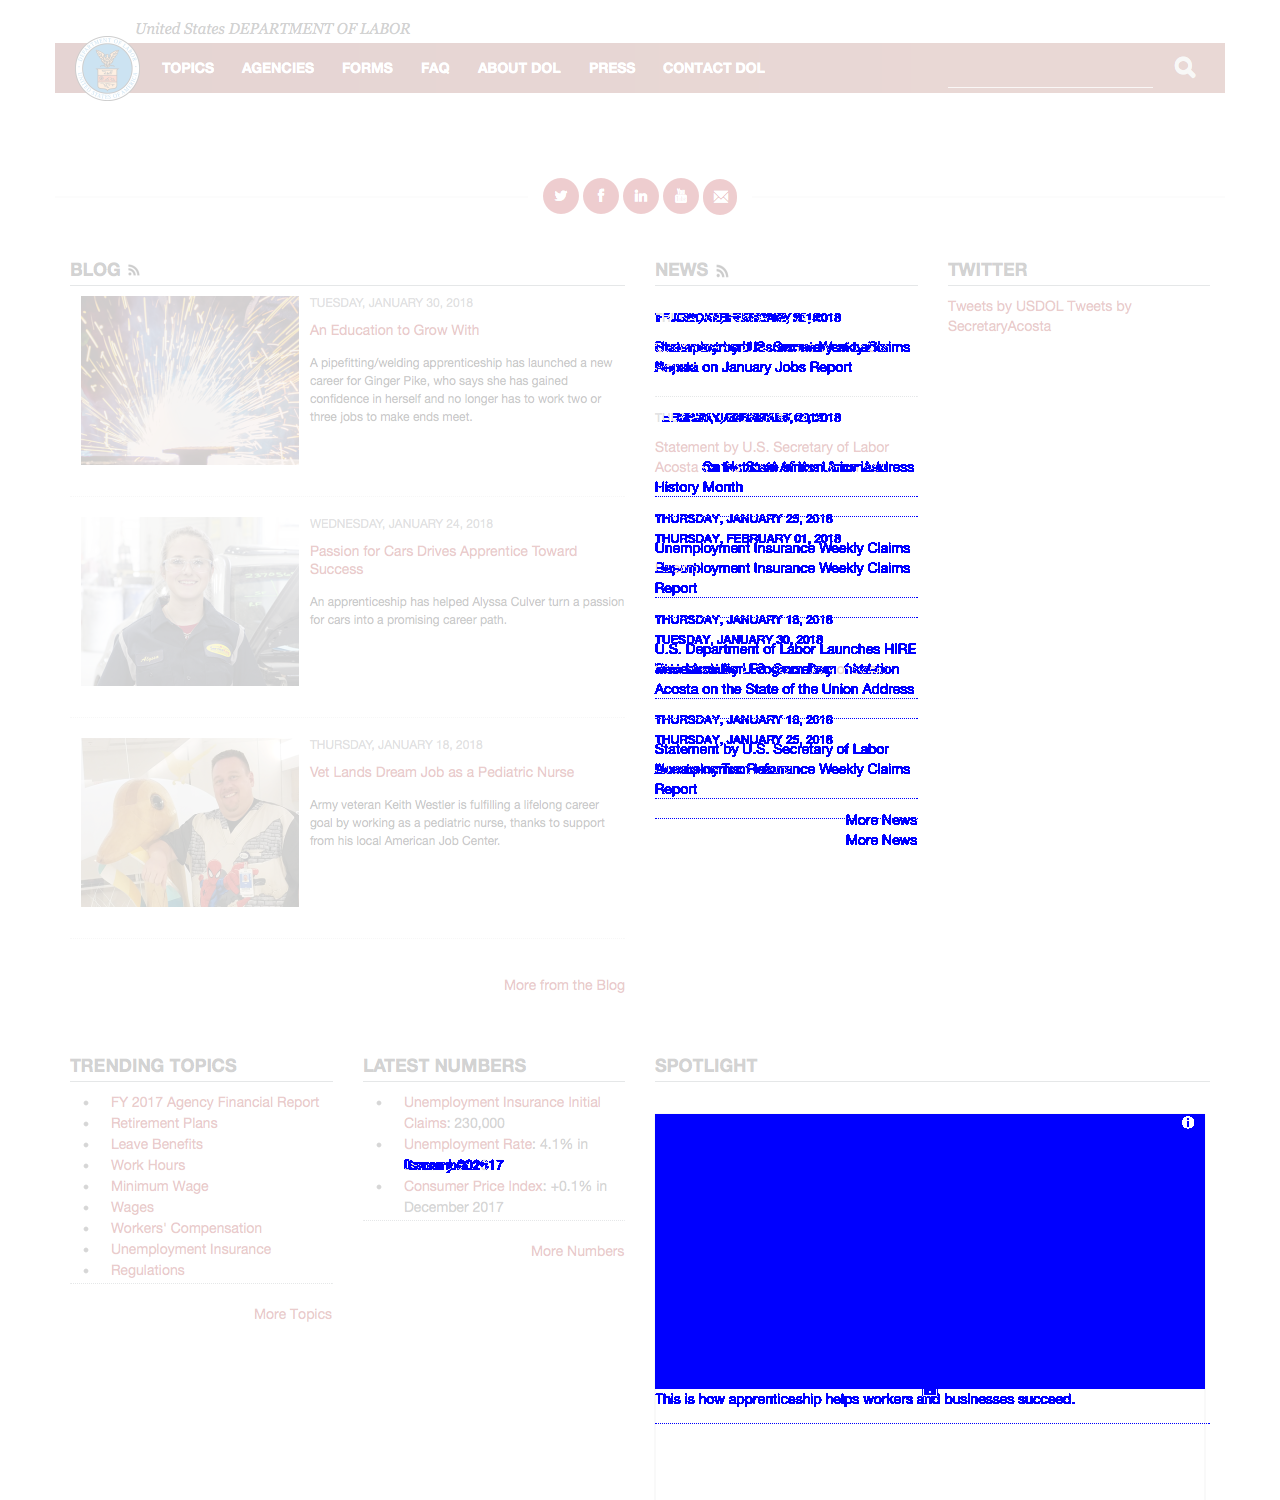 United States DEPARTMENT OF LABOR
TOPICS AGENCIES FORMS FAQ ABOUT DOL PRESS CONTACT DOL
BLOG
TUESDAY, JANUARY 30, 2018
An Education to Grow With
A pipefitting/welding apprenticeship has launched a new
career for Ginger Pike, who says she has gained
confidence in herself and no longer has to work two or
three jobs to make ends meet.
WEDNESDAY, JANUARY 24, 2018
Passion for Cars Drives Apprentice Toward
Success
An apprenticeship has helped Alyssa Culver turn a passion
for cars into a promising career path.
THURSDAY, JANUARY 18, 2018
Vet Lands Dream Job as a Pediatric Nurse
Army veteran Keith Westler is fulfilling a lifelong career
goal by working as a pediatric nurse, thanks to support
from his local American Job Center.
More from the Blog
NEWS
2018
Claims
on January Jobs Report
2018
Statement by U.S. Secretary of Labor
Acosta
History Month
THURSDAY, JANUARY 25, 2018
THURSDAY, FEBRUARY 01, 2018
Unemployment Insurance Weekly Claims
Unemployment Insurance Weekly Claims
Report
THURSDAY, JANUARY 18, 2018
TUESDAY, JANUARY 30, 2018
U.S. Department of Labor Launches HIRE
Acosta on the State of the Union Address
THURSDAY, JANUARY 18, 2018
THURSDAY, JANUARY 25, 2018
Statement by U.S. Secretary of Labor
Weekly Claims
Report
More News
More News
TWITTER
Tweets by USDOL Tweets by
SecretaryAcosta
TRENDING TOPICS
FY 2017 Agency Financial Report
Retirement Plans
Leave Benefits
Work Hours
Minimum Wage
Wages
Workers' Compensation
Unemployment Insurance
Regulations
More Topics
LATEST NUMBERS
Unemployment Insurance Initial
Claims: 230,000
Unemployment Rate: 4.1% in
Consumer Price Index: +0.1% in
December 2017
More Numbers
SPOTLIGHT
This is how apprenticeship helps workers and businesses succeed.